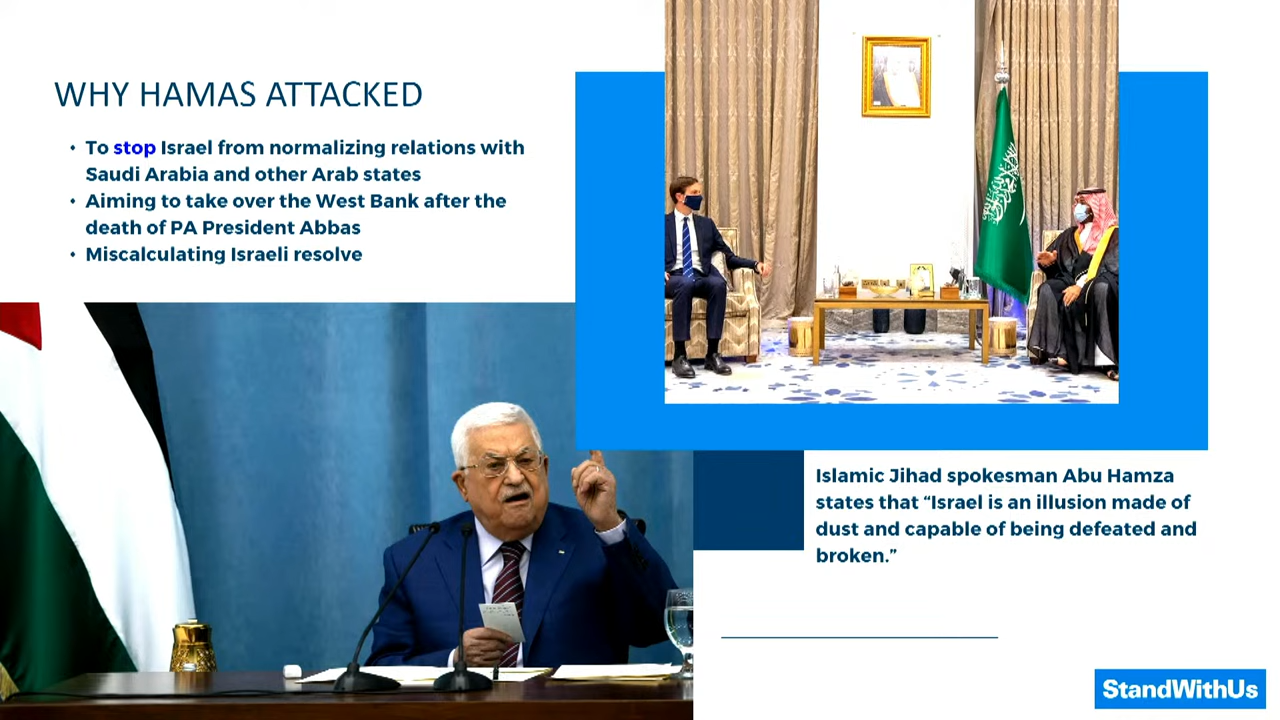 WHY HAMAS ATTACKED
• To stop Israel from normalizing relations with
Saudi Arabia and other Arab states
• Aiming to take over the West Bank after the
death of PA President Abbas
• Miscalculating Israeli resolve
Islamic Jihad spokesman Abu Hamza
states that “Israel is an illusion made of
dust and capable of being defeated and
broken.”
StandWithUs